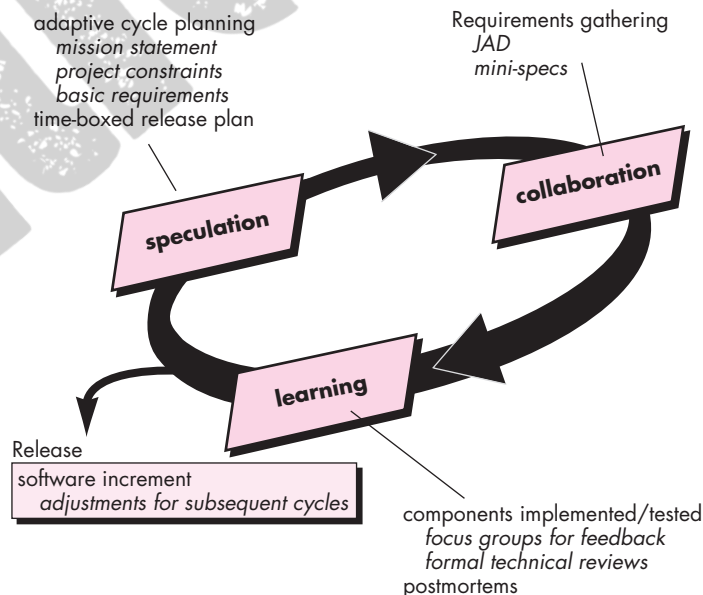 adaptive cycle planning
mission statement
project constraints
basic requirements
time-boxed release plan
Requirements gathering
JAD
mini-specs
speculation
collaboration
learning
Release
software increment
adjustments for subsequent cycles
components implemented/tested
focus groups for feedback
formal technical reviews
postmortems